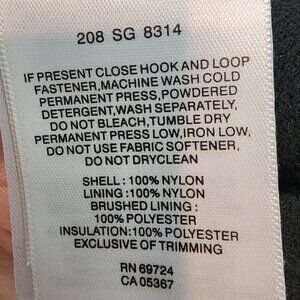 208 SG 8314
IF PRESENT CLOSE HOOK AND LOOP
FASTENER,MACHINE WASH COLD
PERMANENT PRESS,POWDERED
DETERGENT,WASH SEPARATELY,
DO NOT BLEACH,TUMBLE DRY
PERMANENT PRESS LOW,IRON LOW,
DO NOT USE FABRIC SOFTENER,
DO NOT DRYCLEAN
SHELL : 100% NYLON
LINING : 100% NYLON
BRUSHED LINING :
100% POLYESTER
INSULATION:100% POLYESTER
EXCLUSIVE OF TRIMMING
RN 69724
CA 05367